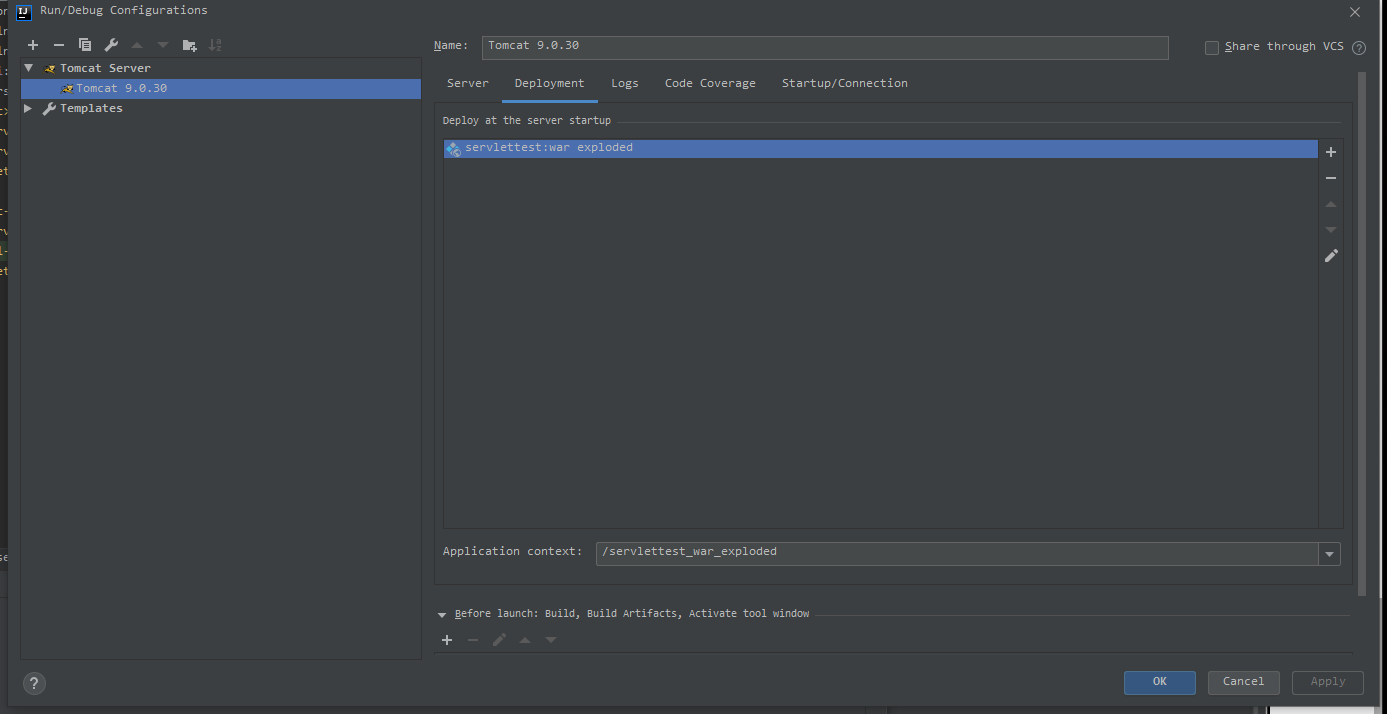 Run/Debug Configurations
Name: Tomcat 9.0.30
Share through VCS ?
Tomcat Server
Tomcat 9.0.30
Templates
Server Deployment Logs Code Coverage Startup/Connection
Deploy at the server startup
servlettest:war exploded
Application context: /servlettest_war_exploded
Before launch: Build, Build Artifacts, Activate tool window
? OK Cancel Apply